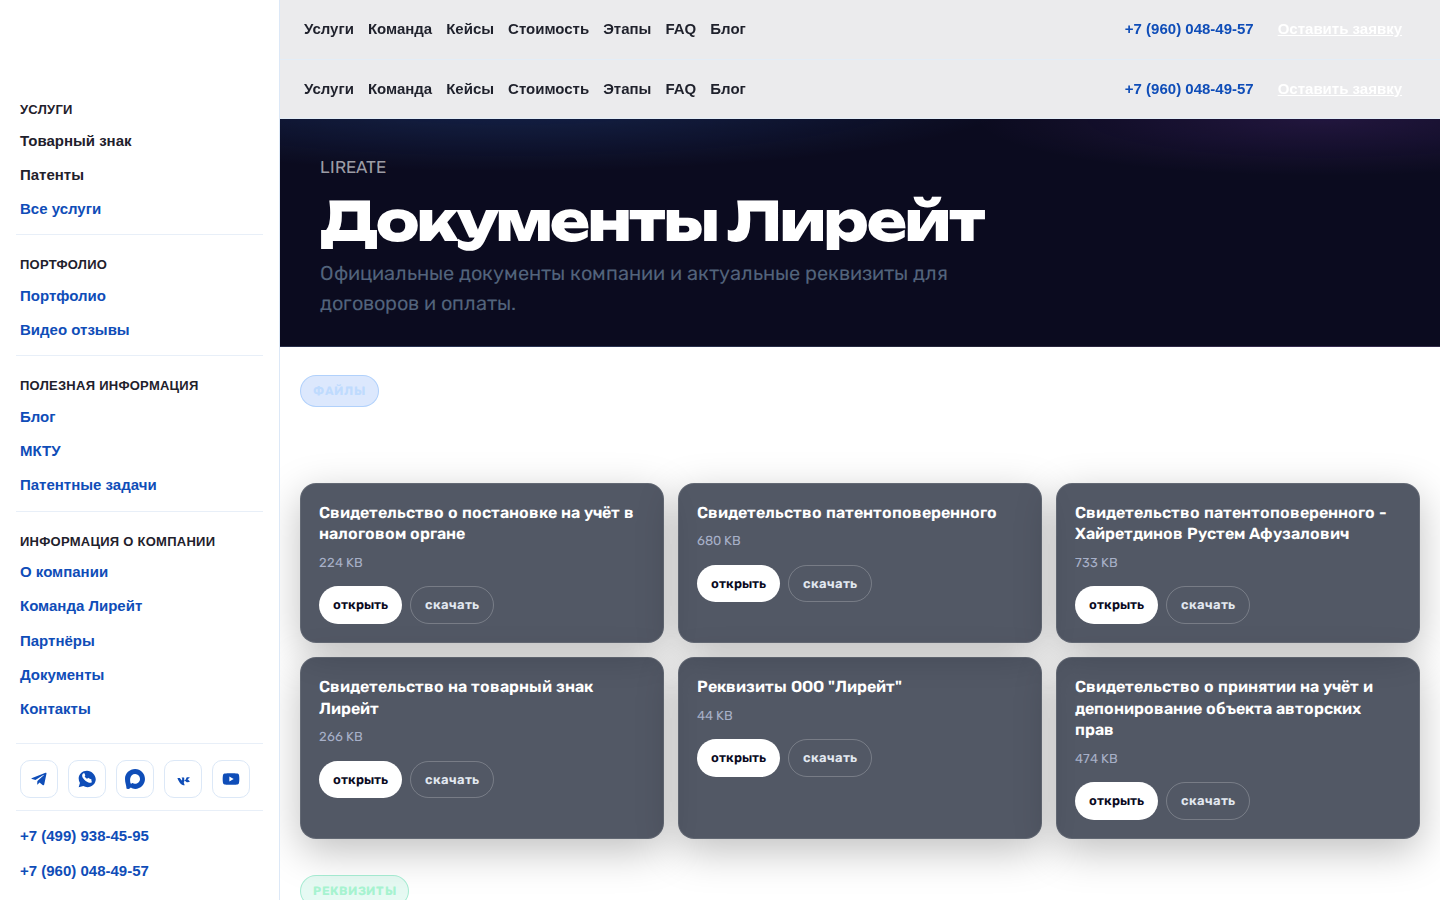 УСЛУГИ
Товарный знак
Патенты
Все услуги
ПОРТФОЛИО
Портфолио
Видео отзывы
ПОЛЕЗНАЯ ИНФОРМАЦИЯ
Блог
МКТУ
Патентные задачи
ИНФОРМАЦИЯ О КОМПАНИИ
О компании
Команда Лирейт
Партнёры
Документы
Контакты
+7 (499) 938-45-95
+7 (960) 048-49-57
Услуги Команда Кейсы Стоимость Этапы FAQ Блог +7 (960) 048-49-57 Оставить заявку
Услуги Команда Кейсы Стоимость Этапы FAQ Блог +7 (960) 048-49-57 Оставить заявку
LIREATE
Документы Лирейт
Официальные документы компании и актуальные реквизиты для
договоров и оплаты.
ФАЙЛЫ
Свидетельство о постановке на учёт в
налоговом органе
224 KB
открыть скачать
Свидетельство патентоповеренного
680 KB
открыть скачать
Свидетельство патентоповеренного -
Хайретдинов Рустем Афузалович
733 KB
открыть скачать
Свидетельство на товарный знак
Лирейт
266 KB
открыть скачать
Реквизиты ООО "Лирейт"
44 KB
открыть скачать
Свидетельство о принятии на учёт и
депонирование объекта авторских
прав
474 KB
открыть скачать
РЕКВИЗИТЫ